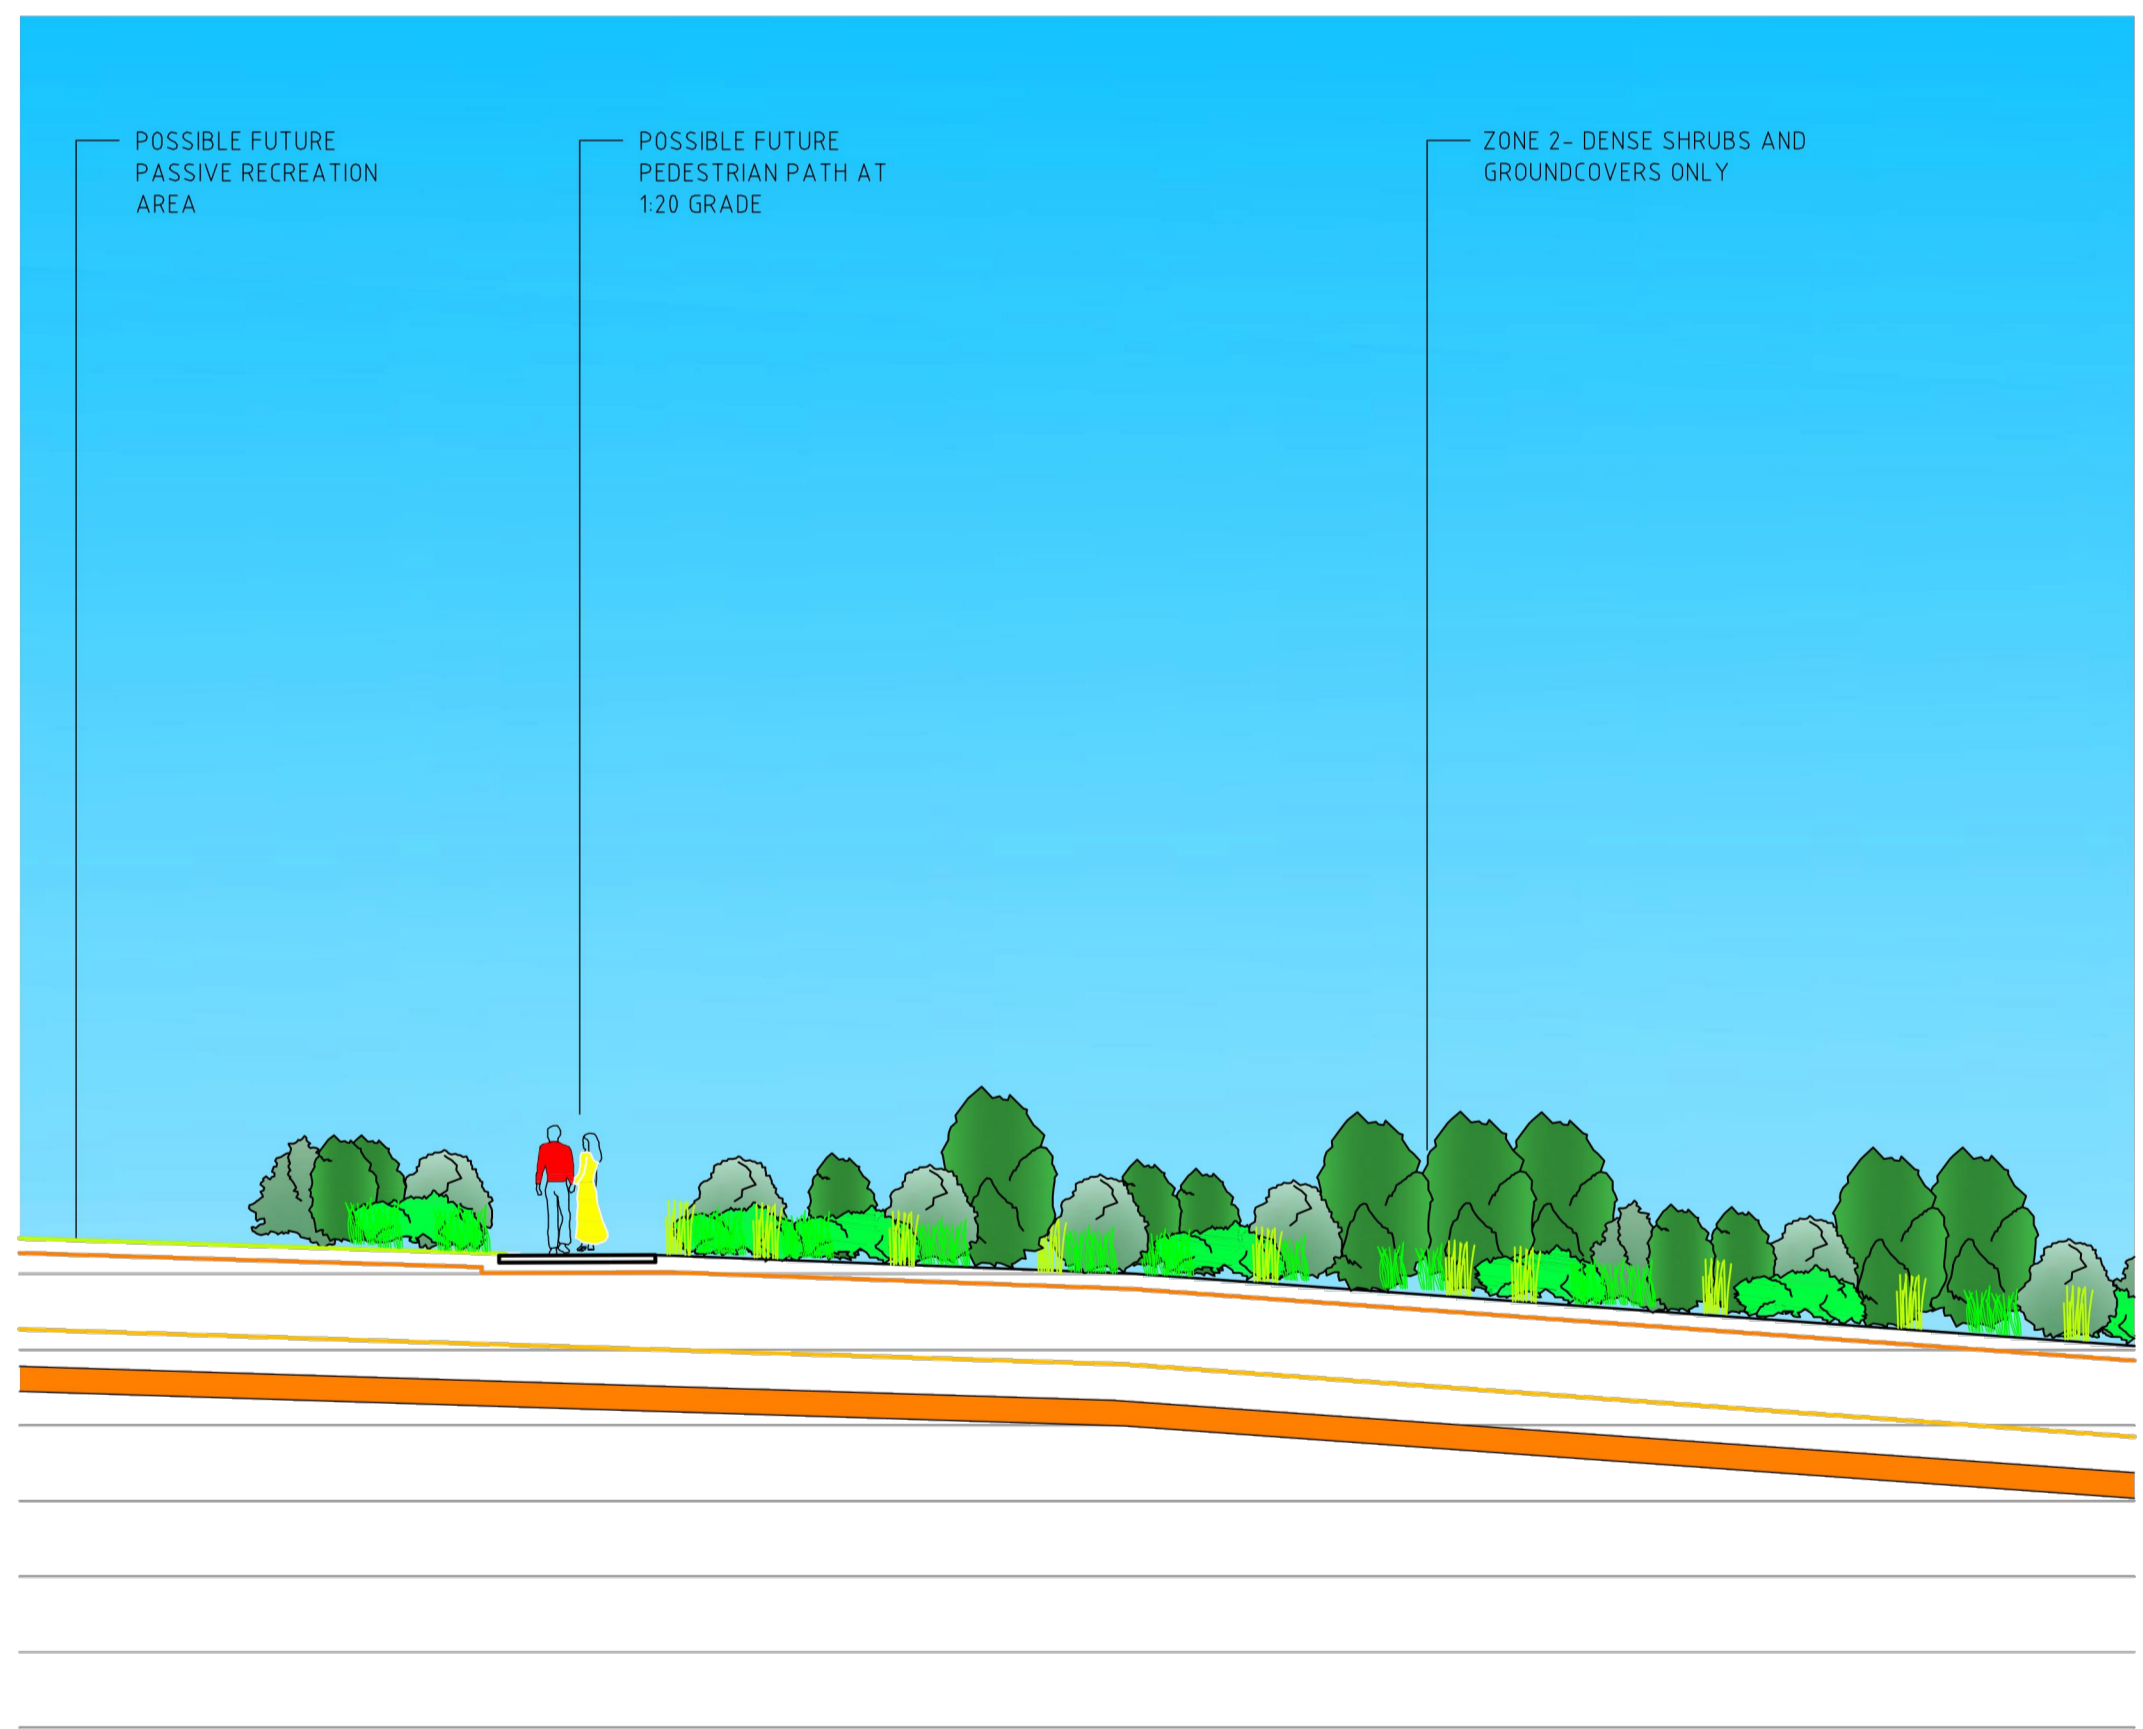 POSSIBLE FUTURE
PASSIVE RECREATION
AREA
POSSIBLE FUTURE
PEDESTRIAN PATH AT
1:20 GRADE
ZONE 2- DENSE SHRUBS AND
GROUNDCOVERS ONLY